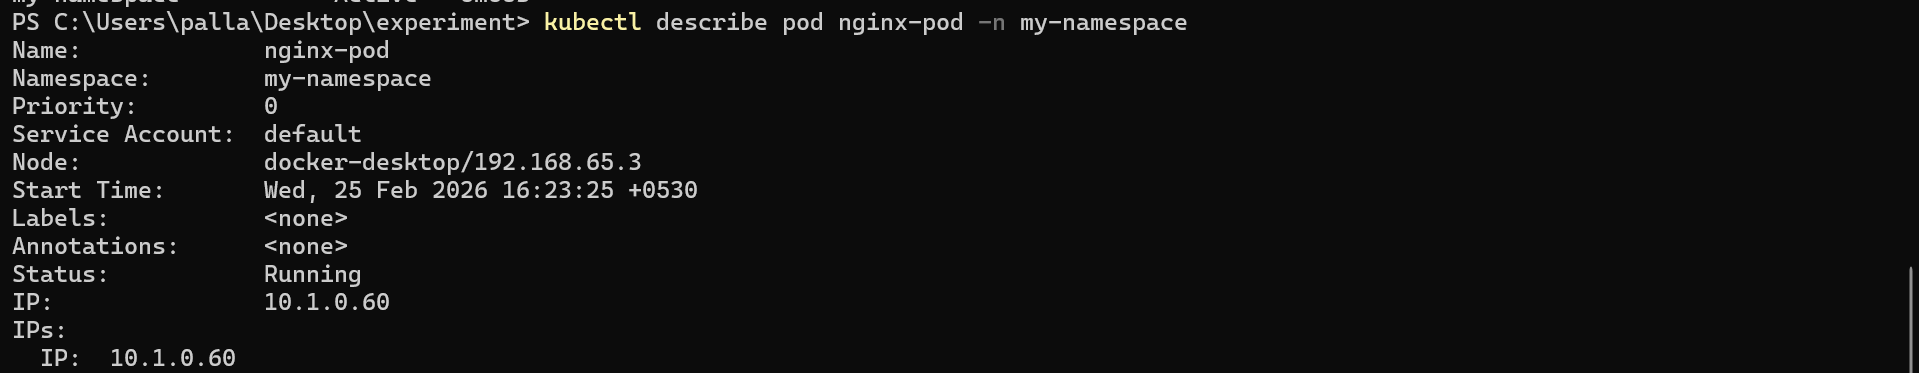 PS C:\Users\palla\Desktop\experiment> kubectl describe pod nginx-pod -n my-namespace
Name:             nginx-pod
Namespace:        my-namespace
Priority:         0
Service Account:  default
Node:             docker-desktop/192.168.65.3
Start Time:       Wed, 25 Feb 2026 16:23:25 +0530
Labels:           <none>
Annotations:      <none>
Status:           Running
IP:               10.1.0.60
IPs:
  IP:  10.1.0.60